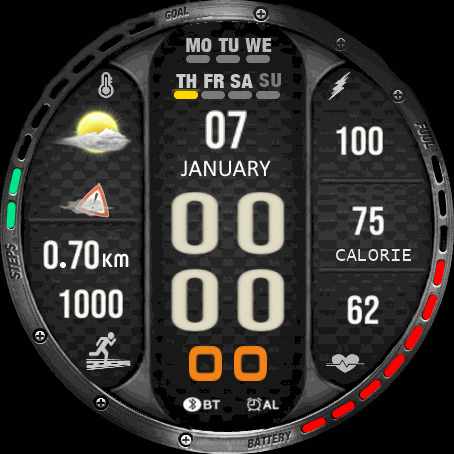 GOAL
MO TU WE
TH FR SA SU
07
JANUARY
00
00
00
BT AL
0.70KM
1000
100
75
CALORIE
62
STEPS
FUUL
BATTERY